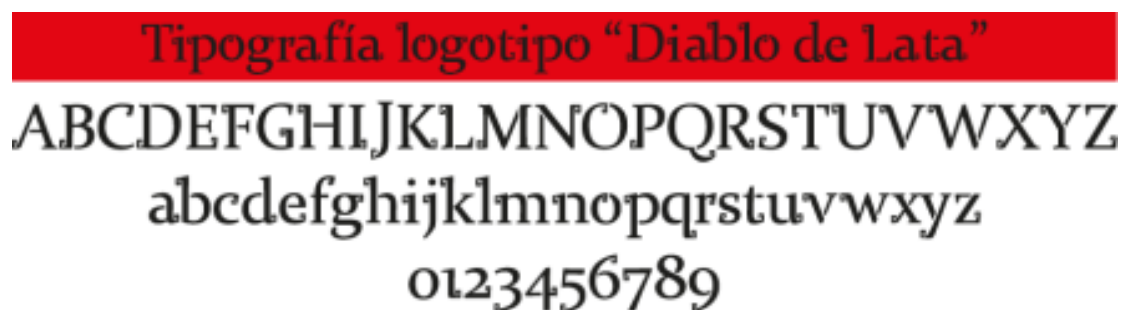 Tipografía logotipo “Diablo de Lata”
ABCDEFGHIJKLMNOPQRSTUVWXYZ
abcdefghijklmnopqrstuvwxyz
0123456789